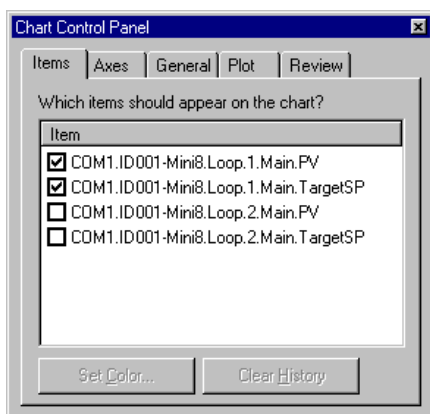 Chart Control Panel
Items Axes General Plot Review
Which items should appear on the chart?
Item
COM1.ID001-Mini8.Loop.1.Main.PV
COM1.ID001-Mini8.Loop.1.Main.TargetSP
COM1.ID001-Mini8.Loop.2.Main.PV
COM1.ID001-Mini8.Loop.2.Main.TargetSP
Set Color... Clear History